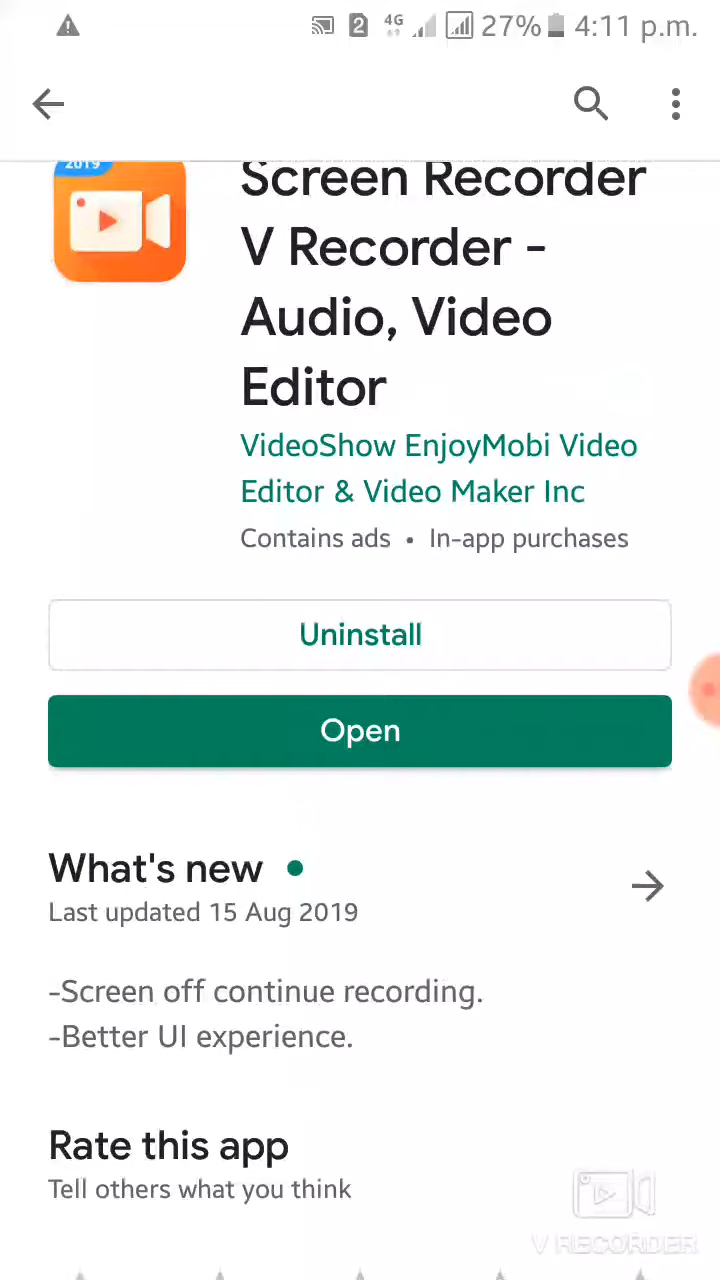 2 4G 27% 4:11 p.m.
2019
Screen Recorder
V Recorder -
Audio, Video
Editor
VideoShow EnjoyMobi Video
Editor & Video Maker Inc
Contains ads • In-app purchases
Uninstall
Open
What's new
Last updated 15 Aug 2019
-Screen off continue recording.
-Better UI experience.
Rate this app
Tell others what you think
V RECORDER